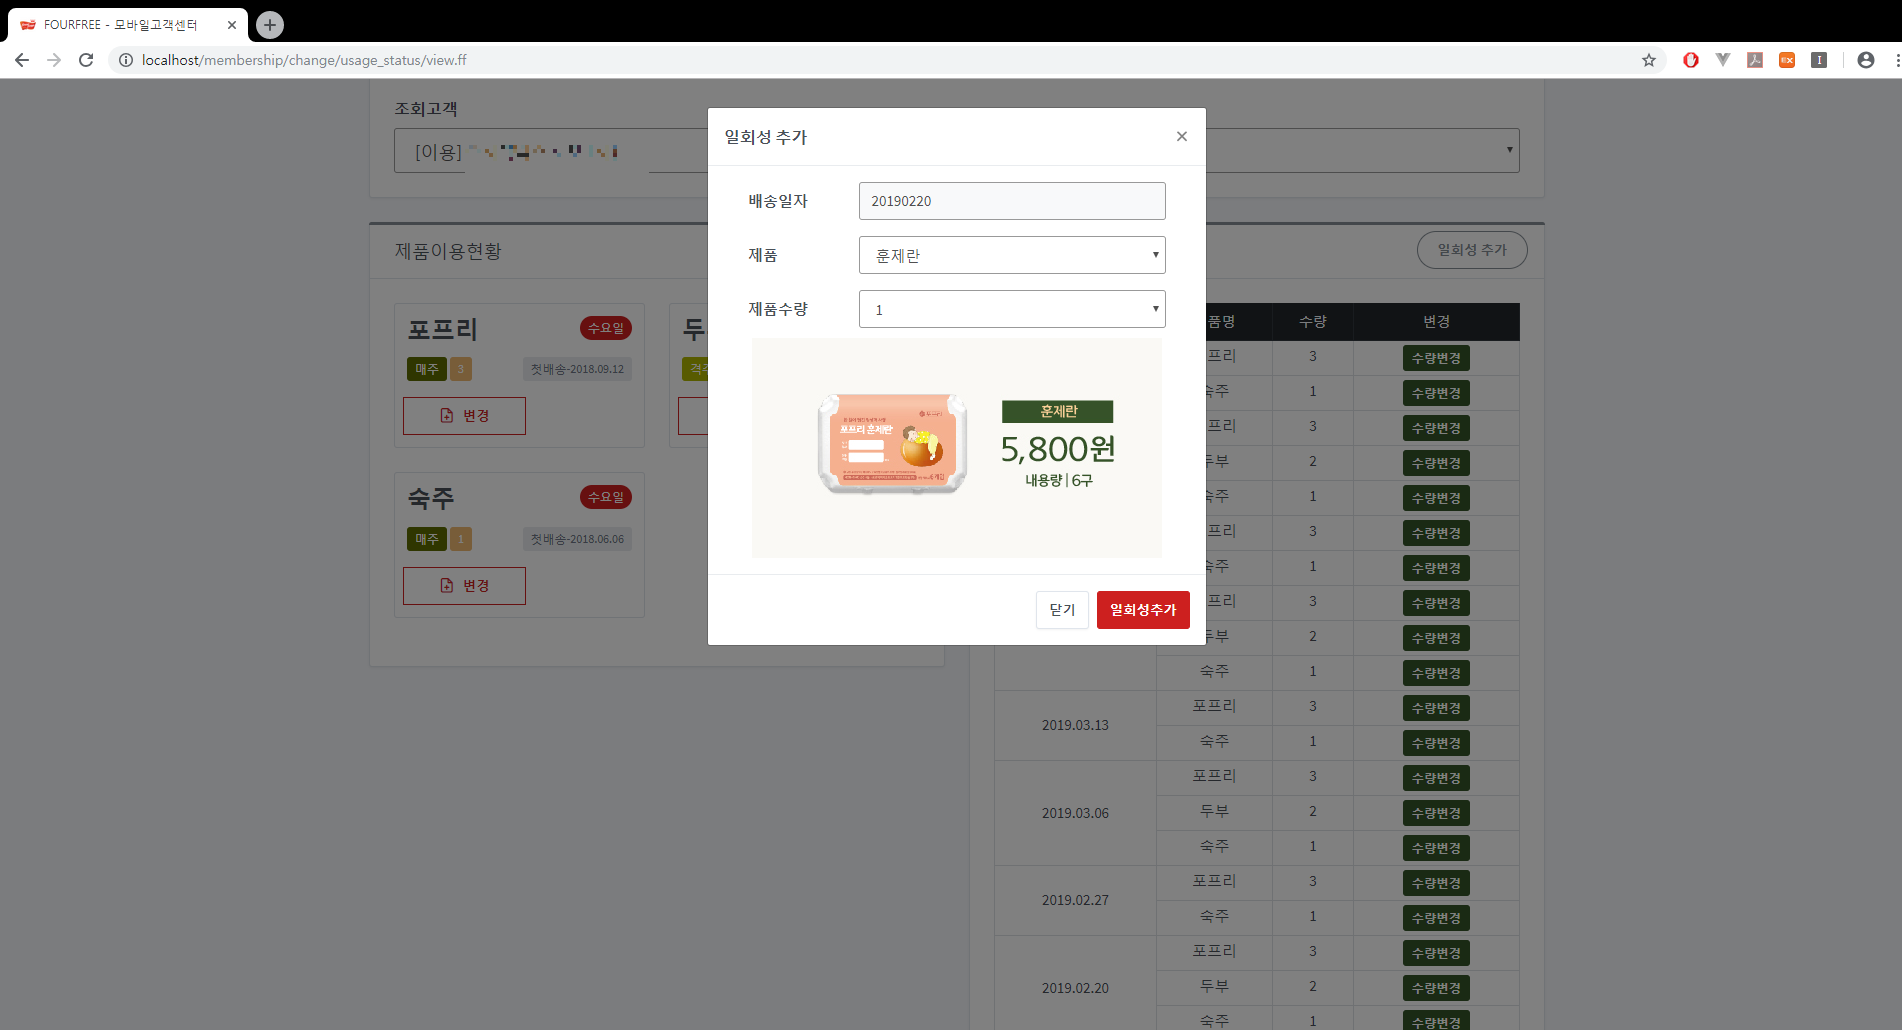 FOURFREE - 모바일고객센터
localhost/membership/change/usage_status/view.ff
조회고객
[이용]
제품이용현황
일회성 추가
포프리
수요일
매주 3
첫배송-2018.09.12
변경
숙주
수요일
매주 1
첫배송-2018.06.06
변경
일회성 추가
배송일자
20190220
제품
훈제란
제품수량
1
포프리 훈제란
훈제란
5,800원
내용량 | 6구
닫기
일회성추가
품명 수량 변경
프리 3 수량변경
숙주 1 수량변경
프리 3 수량변경
두부 2 수량변경
숙주 1 수량변경
프리 3 수량변경
숙주 1 수량변경
프리 3 수량변경
두부 2 수량변경
숙주 1 수량변경
2019.03.13
포프리 3 수량변경
숙주 1 수량변경
2019.03.06
포프리 3 수량변경
두부 2 수량변경
숙주 1 수량변경
2019.02.27
포프리 3 수량변경
숙주 1 수량변경
2019.02.20
포프리 3 수량변경
두부 2 수량변경
숙주 1 수량변경